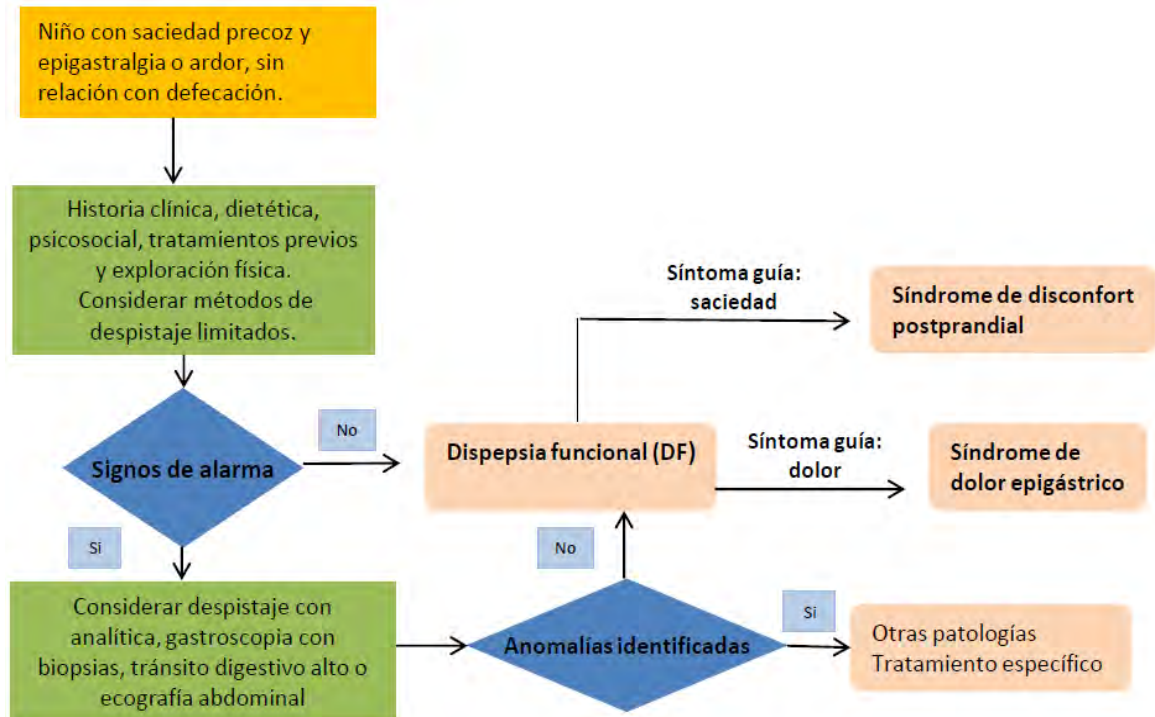 Niño con saciedad precoz y
epigastralgia o ardor, sin
relación con defecación.
Historia clínica, dietética,
psicosocial, tratamientos previos
y exploración física.
Considerar métodos de
despistaje limitados.
Síntoma guía:
saciedad
Síndrome de disconfort
postprandial
Signos de alarma
No
Dispepsia funcional (DF)
Síntoma guía:
dolor
Síndrome de
dolor epigástrico
Si
No
Considerar despistaje con
analítica, gastroscopia con
biopsias, tránsito digestivo alto o
ecografía abdominal
Anomalías identificadas
Si
Otras patologías
Tratamiento específico